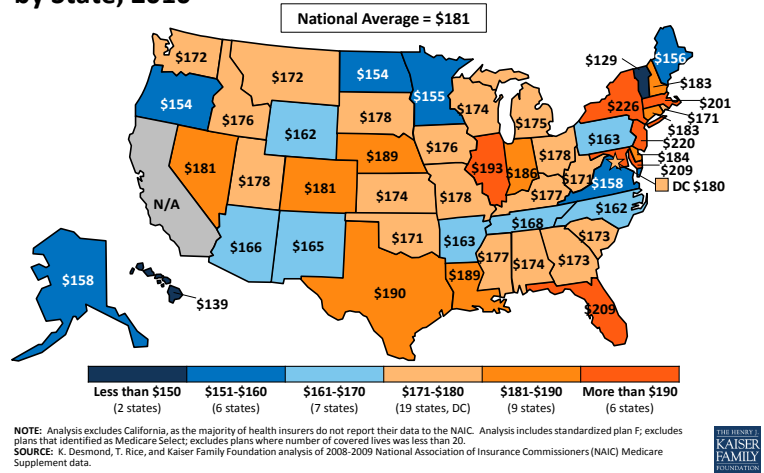 by State, 2010
National Average = $181
$172
$172
$154
$155
$156
$129
$183
$154
$176
$178
$174
$175
$226
$201
$171
$162
$163
$183
$220
$181
$178
$181
$189
$176
$193
$186
$178
$184
$209
DC $180
N/A
$174
$178
$177
$171
$158
$166
$165
$171
$163
$168
$162
$173
$158
$139
$190
$189
$177
$174
$173
$209
Less than $150
(2 states)
$151-$160
(6 states)
$161-$170
(7 states)
$171-$180
(19 states, DC)
$181-$190
(9 states)
More than $190
(6 states)
NOTE: Analysis excludes California, as the majority of health insurers do not report their data to the NAIC. Analysis includes standardized plan F; excludes
plans that identified as Medicare Select; excludes plans where number of covered lives was less than 20.
SOURCE: K. Desmond, T. Rice, and Kaiser Family Foundation analysis of 2008-2009 National Association of Insurance Commissioners (NAIC) Medicare
Supplement data.
THE HENRY J.
KAISER
FAMILY
FOUNDATION